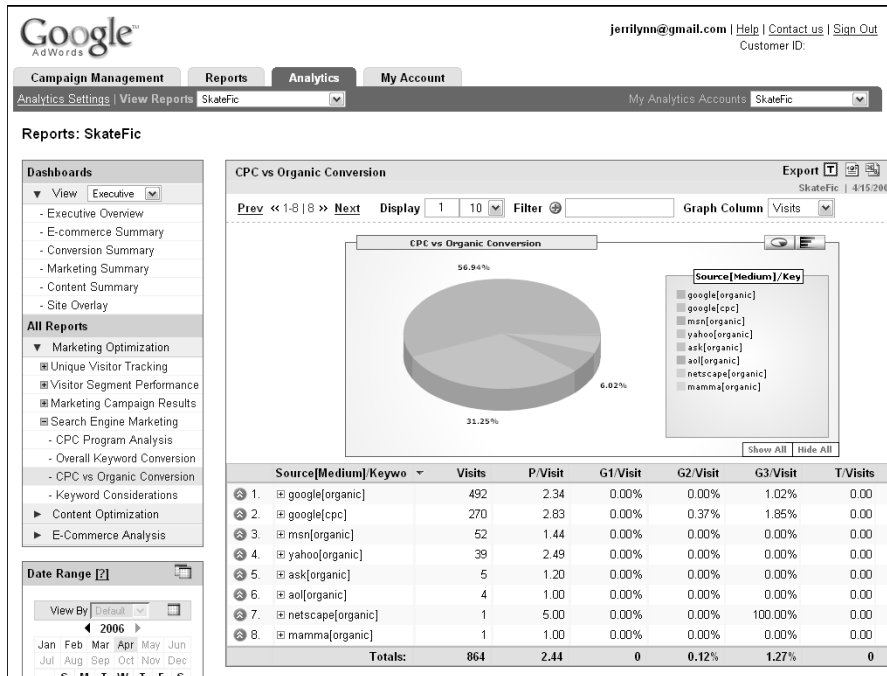 Google™
AdWords
jerrilynn@gmail.com | Help | Contact us | Sign Out
Customer ID:
Campaign Management Reports Analytics My Account
Analytics Settings | View Reports SkateFic My Analytics Accounts SkateFic
Reports: SkateFic
Dashboards
View Executive
- Executive Overview
- E-commerce Summary
- Conversion Summary
- Marketing Summary
- Content Summary
- Site Overlay
All Reports
Marketing Optimization
Unique Visitor Tracking
Visitor Segment Performance
Marketing Campaign Results
Search Engine Marketing
- CPC Program Analysis
- Overall Keyword Conversion
- CPC vs Organic Conversion
- Keyword Considerations
Content Optimization
E-Commerce Analysis
Date Range [?]
View By Default
2006
Jan Feb Mar Apr May Jun
Jul Aug Sep Oct Nov Dec
S M T W T F S
CPC vs Organic Conversion Export T
SkateFic | 4/15/200
Prev << 1-8 | 8 >> Next Display 1 10 Filter Graph Column Visits
CPC vs Organic Conversion
56.94%
6.02%
31.25%
Source[Medium]/Key
google[organic]
google[cpc]
msn[organic]
yahoo[organic]
ask[organic]
aol[organic]
netscape[organic]
mamma[organic]
Show All Hide All
Source[Medium]/Keywo Visits P/Visit G1/Visit G2/Visit G3/Visit T/Visits
1. google[organic] 492 2.34 0.00% 0.00% 1.02% 0.00
2. google[cpc] 270 2.83 0.00% 0.37% 1.85% 0.00
3. msn[organic] 52 1.44 0.00% 0.00% 0.00% 0.00
4. yahoo[organic] 39 2.49 0.00% 0.00% 0.00% 0.00
5. ask[organic] 5 1.20 0.00% 0.00% 0.00% 0.00
6. aol[organic] 4 1.00 0.00% 0.00% 0.00% 0.00
7. netscape[organic] 1 5.00 0.00% 0.00% 100.00% 0.00
8. mamma[organic] 1 1.00 0.00% 0.00% 0.00% 0.00
Totals: 864 2.44 0 0.12% 1.27% 0